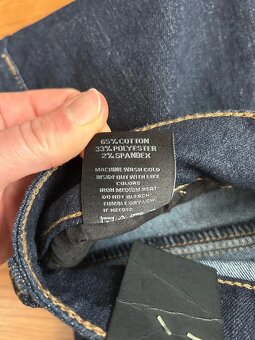 65% COTTON
33% POLYESTER
2% SPANDEX
MACHINE WASH COLD
INSIDE OUT WITH LIKE
COLORS
IRON MEDIUM HEAT
DO NOT BLEACH
TUMBLE DRY LOW
IF NEEDED